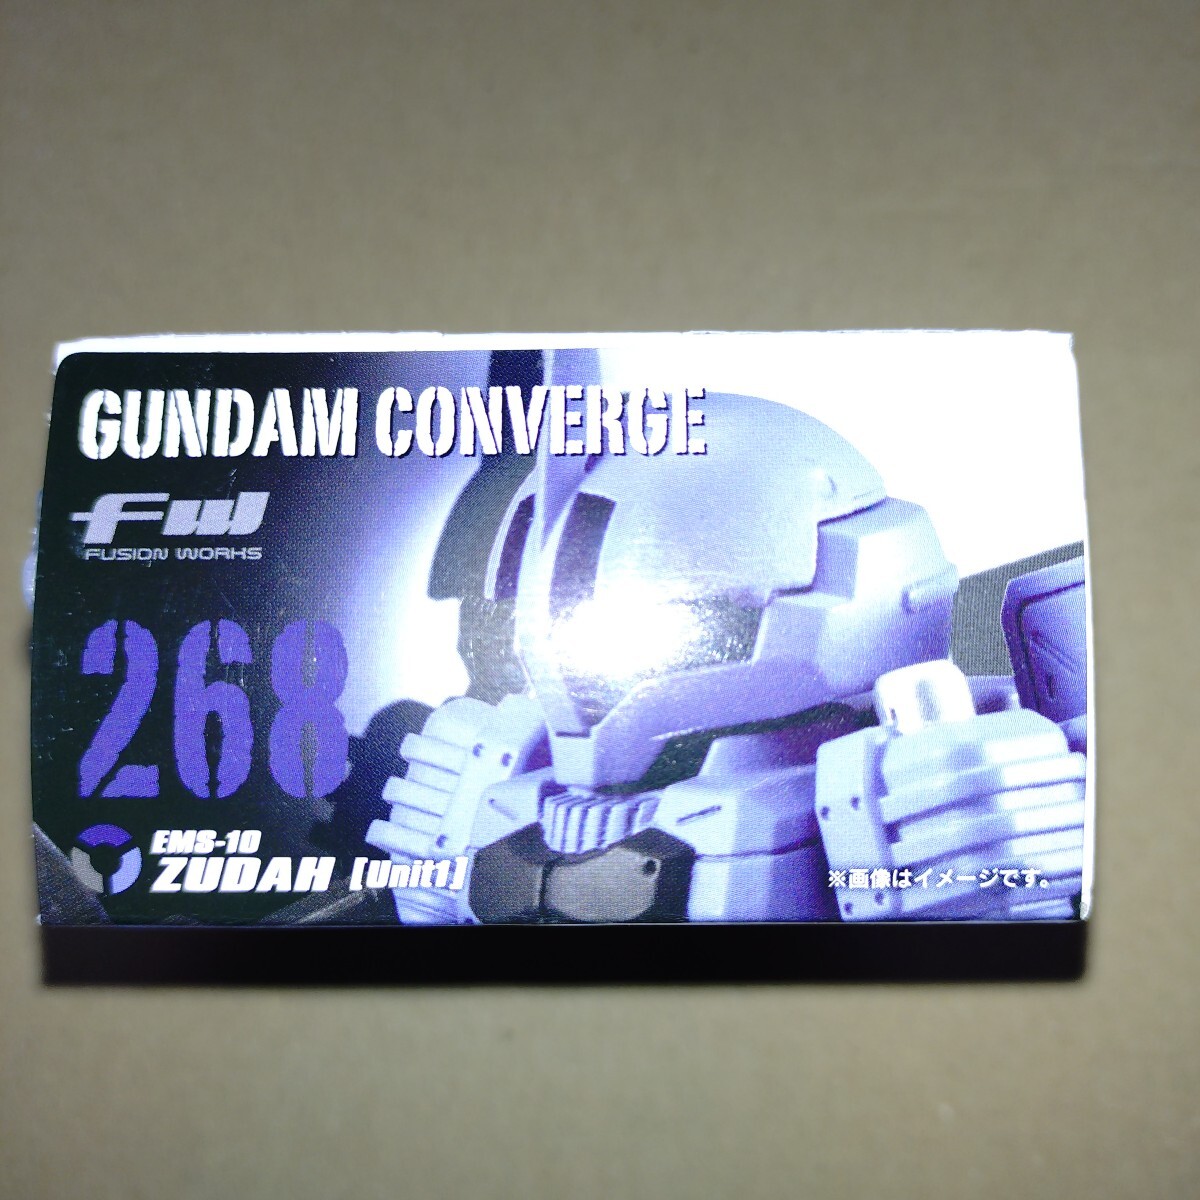 GUNDAM CONVERGE
FW
FUSION WORKS
268
EMS-10
ZUDAH [Unit1]
※画像はイメージです。